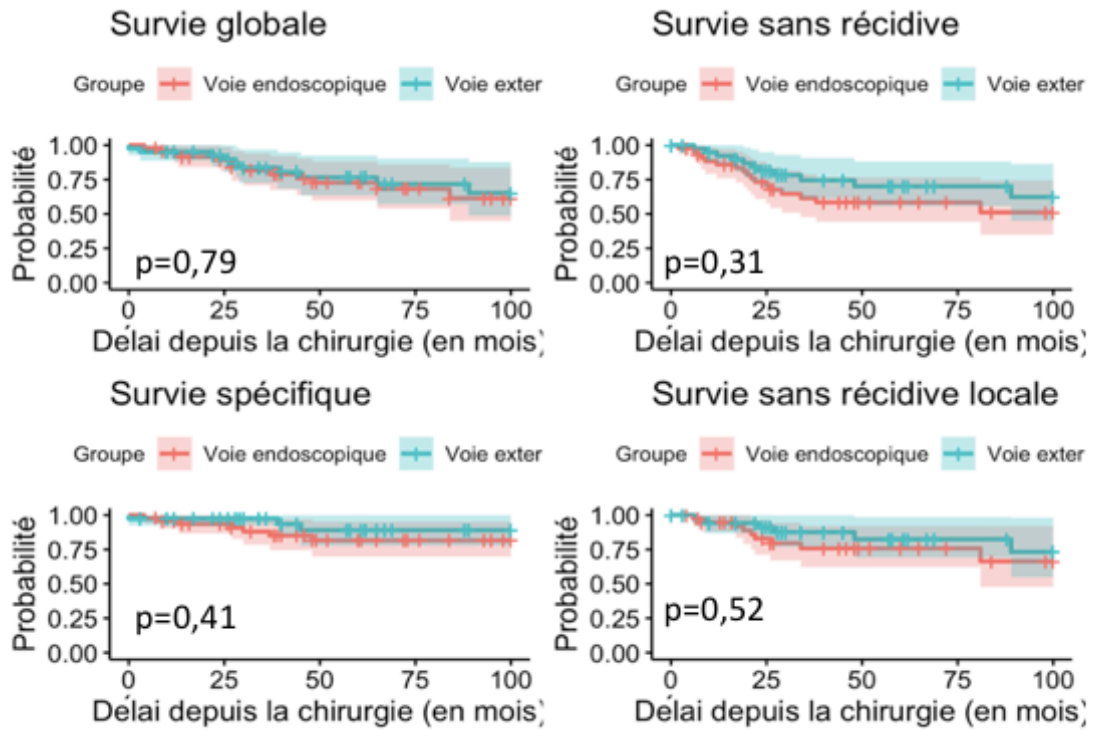 Survie globale
Groupe Voie endoscopique Voie exter
Probabilité
1.00
0.75
0.50
0.25
0.00
p=0,79
0 25 50 75 100
Délai depuis la chirurgie (en mois)
Survie sans récidive
Groupe Voie endoscopique Voie exter
Probabilité
1.00
0.75
0.50
0.25
0.00
p=0,31
0 25 50 75 100
Délai depuis la chirurgie (en mois)
Survie spécifique
Groupe Voie endoscopique Voie exter
Probabilité
1.00
0.75
0.50
0.25
0.00
p=0,41
0 25 50 75 100
Délai depuis la chirurgie (en mois)
Survie sans récidive locale
Groupe Voie endoscopique Voie exter
Probabilité
1.00
0.75
0.50
0.25
0.00
p=0,52
0 25 50 75 100
Délai depuis la chirurgie (en mois)